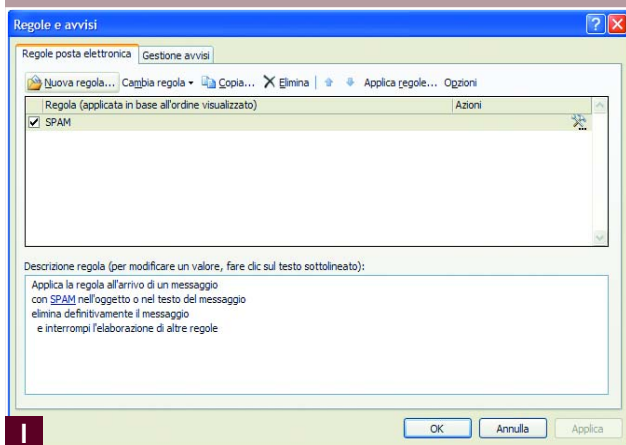 Regole e avvisi
Regole posta elettronica Gestione avvisi
Nuova regola... Cambia regola Copia... Elimina Applica regole... Opzioni
Regola (applicata in base all'ordine visualizzato) Azioni
SPAM
Descrizione regola (per modificare un valore, fare clic sul testo sottolineato):
Applica la regola all'arrivo di un messaggio
con SPAM nell'oggetto o nel testo del messaggio
elimina definitivamente il messaggio
e interrompi l'elaborazione di altre regole
OK Annulla Applica
I